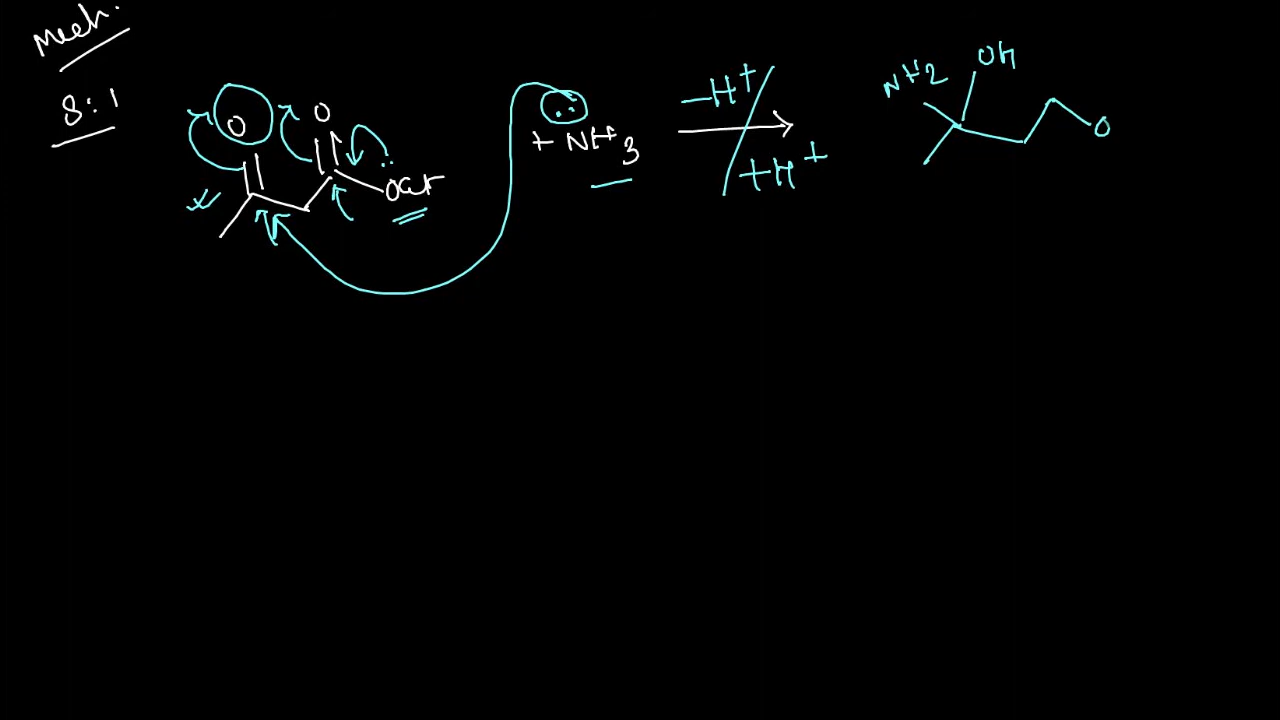 Mech.
8:1
O O OEt + NH3
-H+ / +H+
NH2 OH O